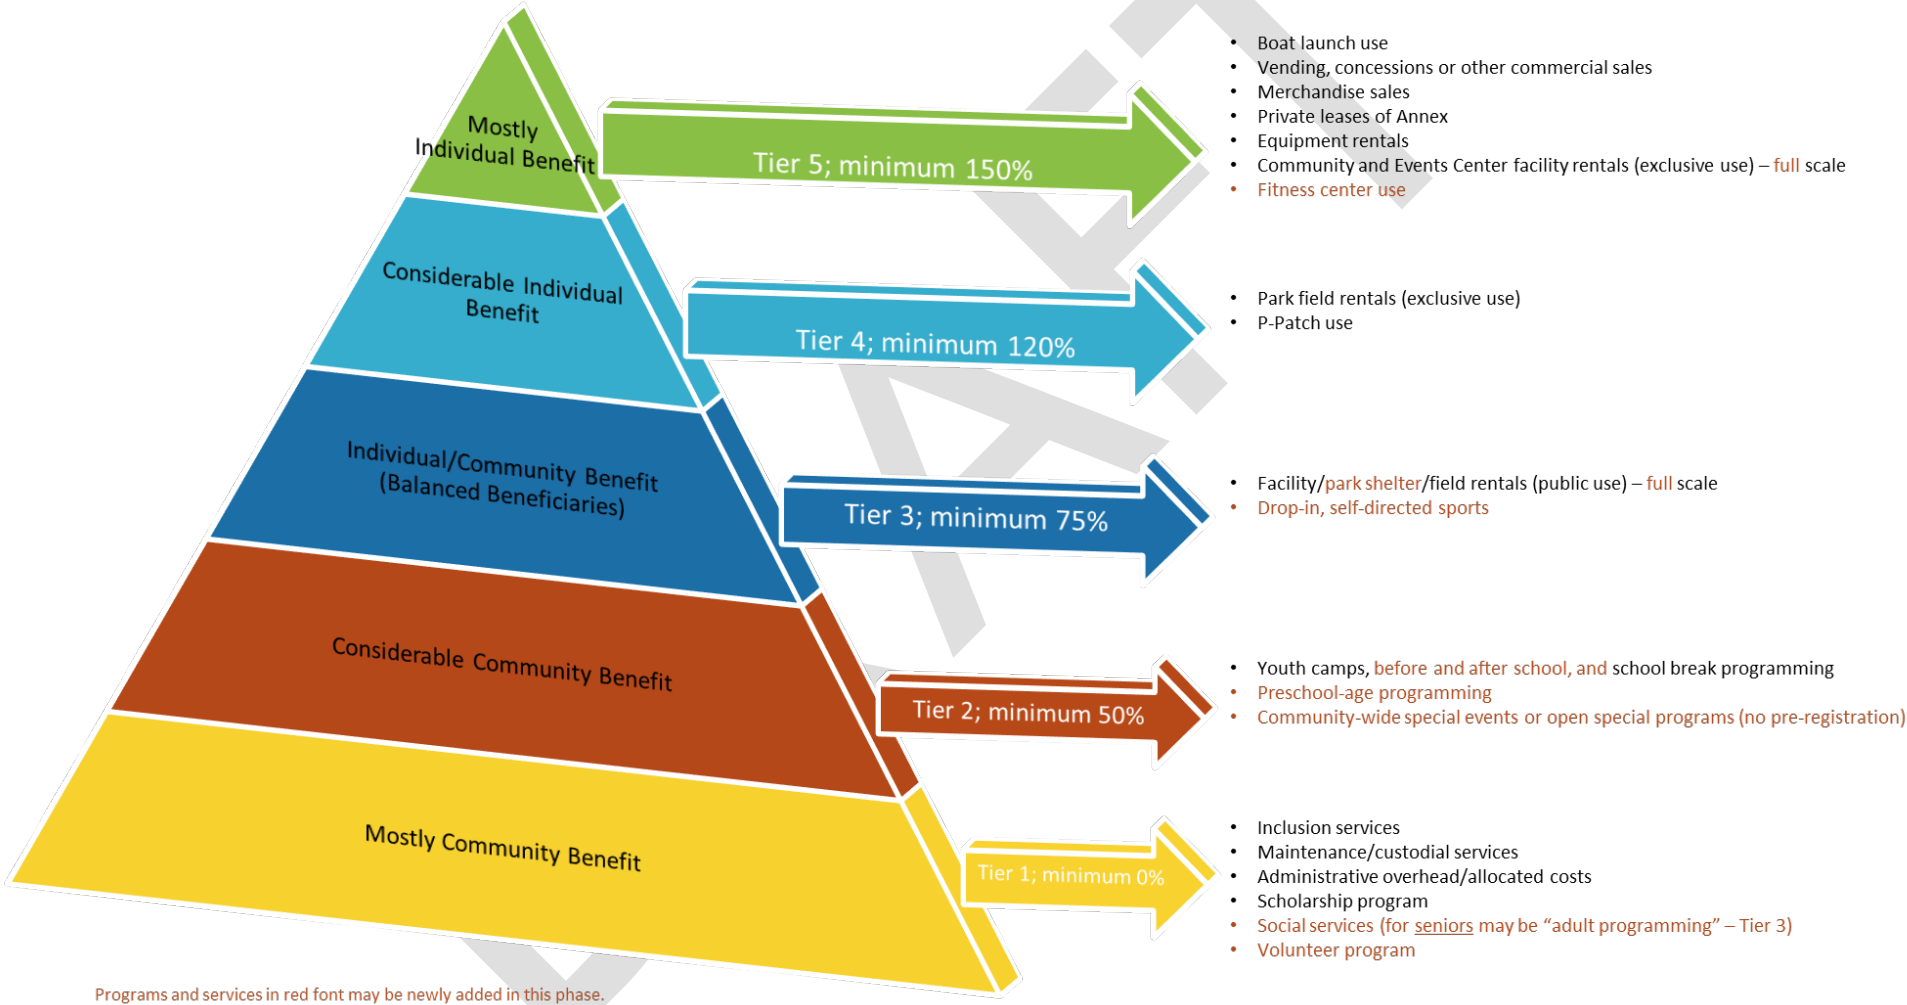 Mostly
Individual Benefit
Tier 5; minimum 150%
• Boat launch use
• Vending, concessions or other commercial sales
• Merchandise sales
• Private leases of Annex
• Equipment rentals
• Community and Events Center facility rentals (exclusive use) – full scale
• Fitness center use
Considerable Individual
Benefit
Tier 4; minimum 120%
• Park field rentals (exclusive use)
• P-Patch use
Individual/Community Benefit
(Balanced Beneficiaries)
Tier 3; minimum 75%
• Facility/park shelter/field rentals (public use) – full scale
• Drop-in, self-directed sports
Considerable Community Benefit
Tier 2; minimum 50%
• Youth camps, before and after school, and school break programming
• Preschool-age programming
• Community-wide special events or open special programs (no pre-registration)
Mostly Community Benefit
Tier 1; minimum 0%
• Inclusion services
• Maintenance/custodial services
• Administrative overhead/allocated costs
• Scholarship program
• Social services (for seniors may be “adult programming” – Tier 3)
• Volunteer program
Programs and services in red font may be newly added in this phase.